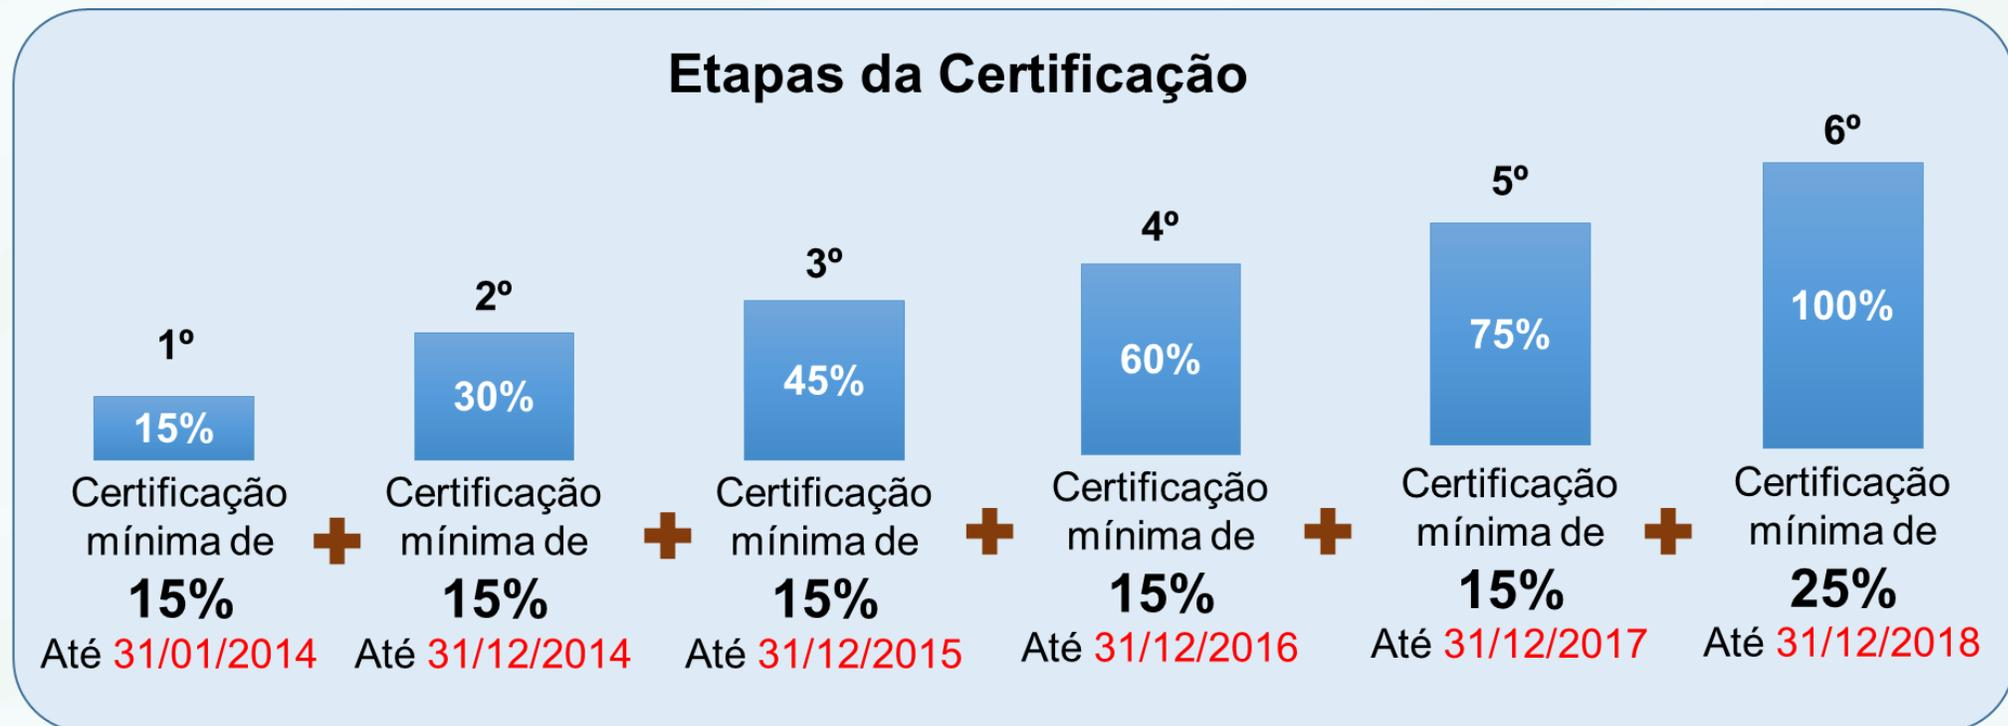 Etapas da Certificação
1º
15%
Certificação
mínima de
15%
Até 31/01/2014
2º
30%
Certificação
mínima de
15%
Até 31/12/2014
3º
45%
Certificação
mínima de
15%
Até 31/12/2015
4º
60%
Certificação
mínima de
15%
Até 31/12/2016
5º
75%
Certificação
mínima de
15%
Até 31/12/2017
6º
100%
Certificação
mínima de
25%
Até 31/12/2018